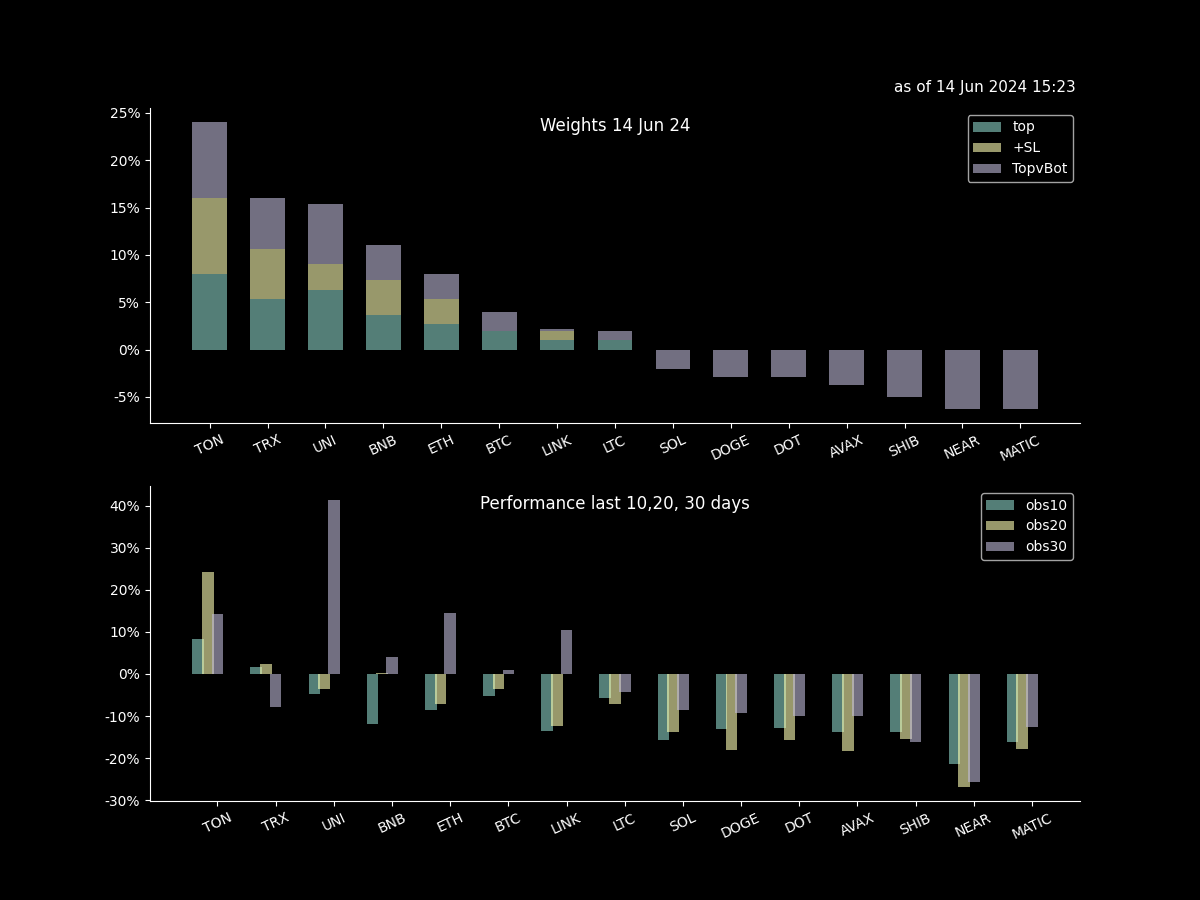 as of 14 Jun 2024 15:23
Weights 14 Jun 24
top
+SL
TopvBot
25%
20%
15%
10%
5%
0%
-5%
TON TRX UNI BNB ETH BTC LINK LTC SOL DOGE DOT AVAX SHIB NEAR MATIC
Performance last 10,20, 30 days
obs10
obs20
obs30
40%
30%
20%
10%
0%
-10%
-20%
-30%
TON TRX UNI BNB ETH BTC LINK LTC SOL DOGE DOT AVAX SHIB NEAR MATIC